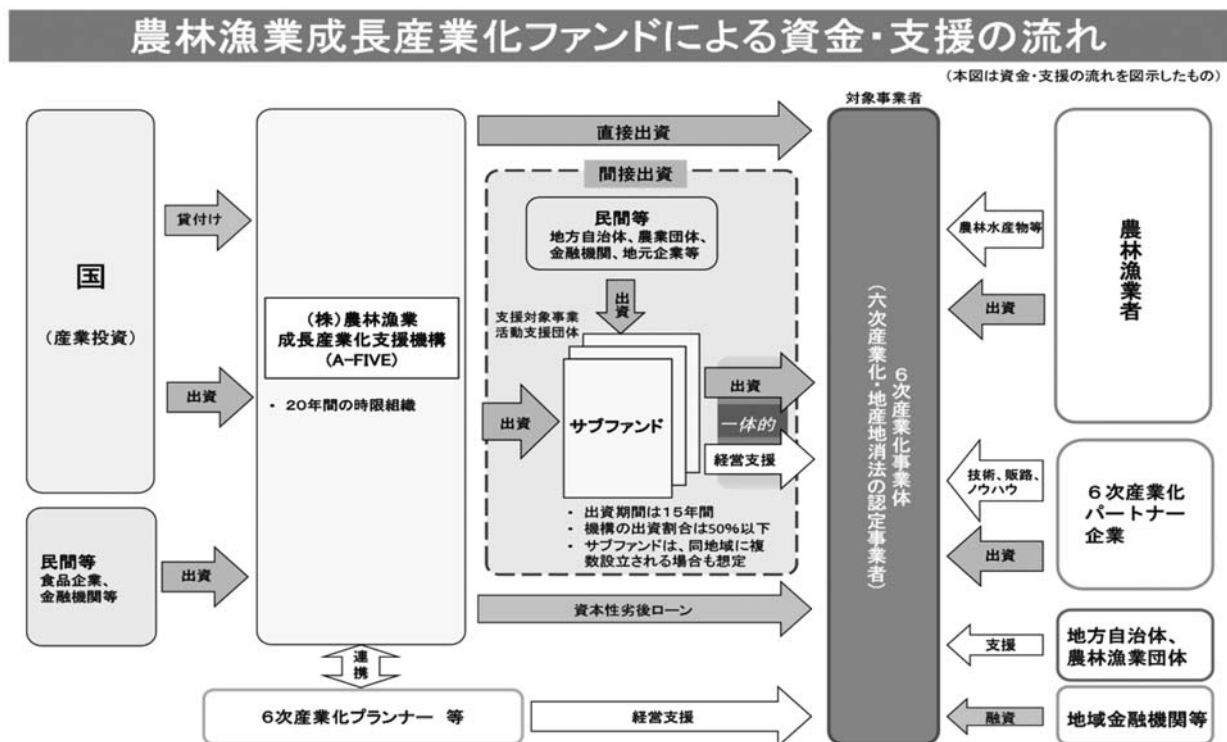 農林漁業成長産業化ファンドによる資金・支援の流れ
（本図は資金・支援の流れを図示したもの）
国
（産業投資）
民間等
食品企業、
金融機関等
貸付け
出資
出資
（株）農林漁業
成長産業化支援機構
（A-FIVE）
・ 20年間の時限組織
連
携
6次産業化プランナー 等
直接出資
間接出資
民間等
地方自治体、農業団体、
金融機関、地元企業等
出
資
支援対象事業
活動支援団体
出資
サブファンド
出資
一体的
経営支援
・ 出資期間は15年間
・ 機構の出資割合は50％以下
・ サブファンドは、同地域に複
数設立される場合も想定
資本性劣後ローン
経営支援
対象事業者
6次産業化事業体
（六次産業化・地産地消法の認定事業者）
農林水産物等
出資
農林漁業者
技術、販路、
ノウハウ
出資
6次産業化
パートナー
企業
支援
地方自治体、
農林漁業団体
融資
地域金融機関等